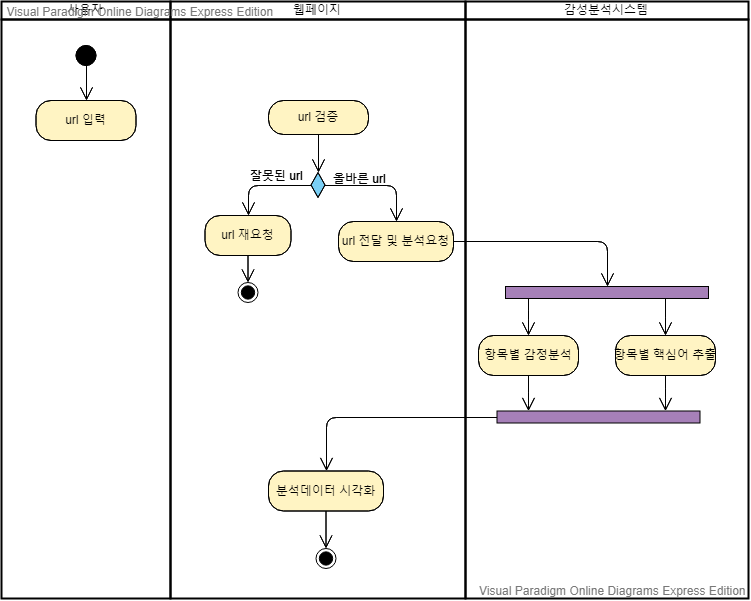 사용자
Visual Paradigm Online Diagrams Express Edition
웹페이지
감성분석시스템
url 입력
url 검증
잘못된 url
올바른 url
url 재요청
url 전달 및 분석요청
항목별 감정분석
항목별 핵심어 추출
분석데이터 시각화
Visual Paradigm Online Diagrams Express Edition